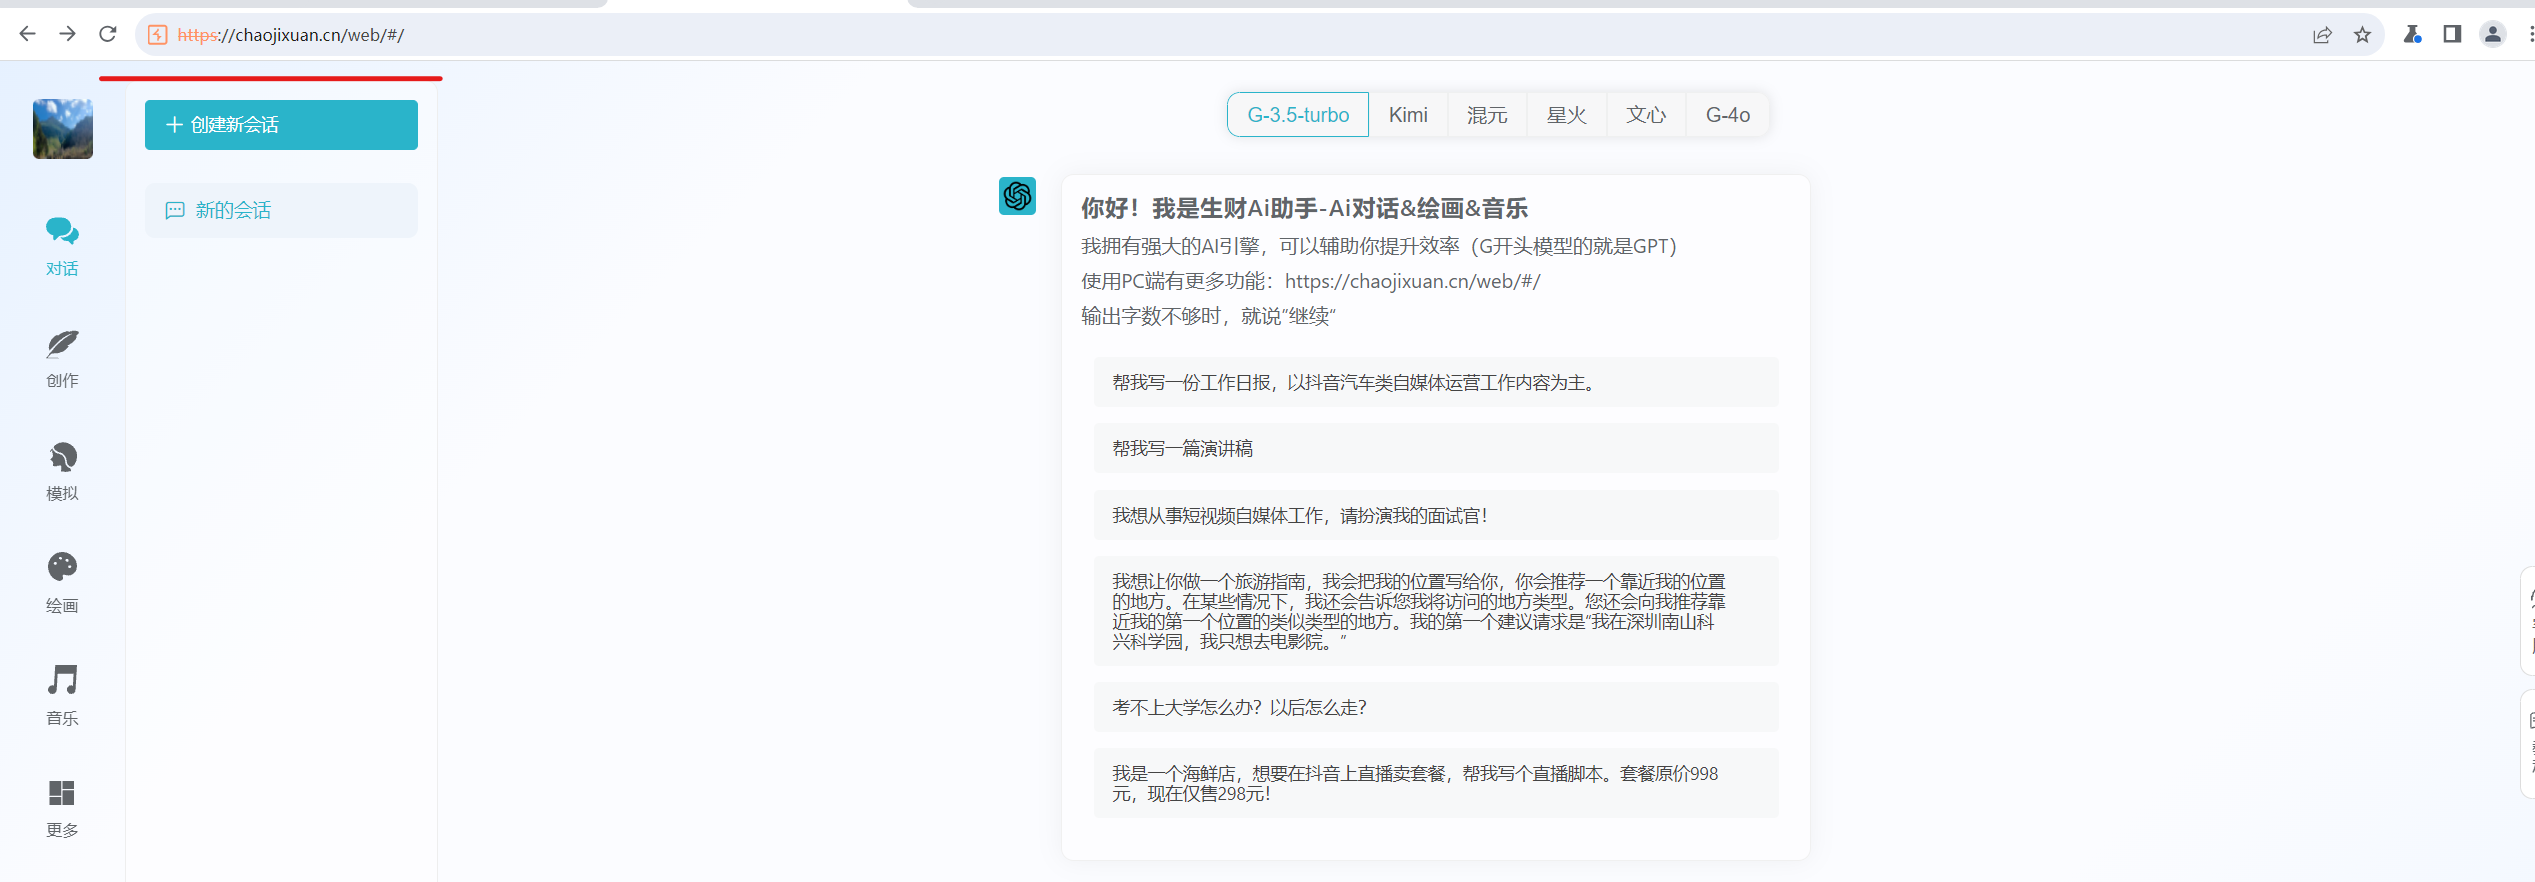 https://chaojixuan.cn/web/#/
创建新会话
新的会话
对话
创作
模拟
绘画
音乐
更多
G-3.5-turbo
Kimi
混元
星火
文心
G-4o
你好！我是生财Ai助手-Ai对话&绘画&音乐
我拥有强大的AI引擎，可以辅助你提升效率（G开头模型的就是GPT）
使用PC端有更多功能：https://chaojixuan.cn/web/#/
输出字数不够时，就说“继续”
帮我写一份工作日报，以抖音汽车类自媒体运营工作内容为主。
帮我写一篇演讲稿
我想从事短视频自媒体工作，请扮演我的面试官！
我想让你做一个旅游指南，我会把我的位置写给你，你会推荐一个靠近我的位置
的地方。在某些情况下，我还会告诉您我将访问的地方类型。您还会向我推荐靠
近我的第一个位置的类似类型的地方。我的第一个建议请求是“我在深圳南山科
兴科学园，我只想去电影院。”
考不上大学怎么办？以后怎么走？
我是一个海鲜店，想要在抖音上直播卖套餐，帮我写个直播脚本。套餐原价998
元，现在仅售298元！